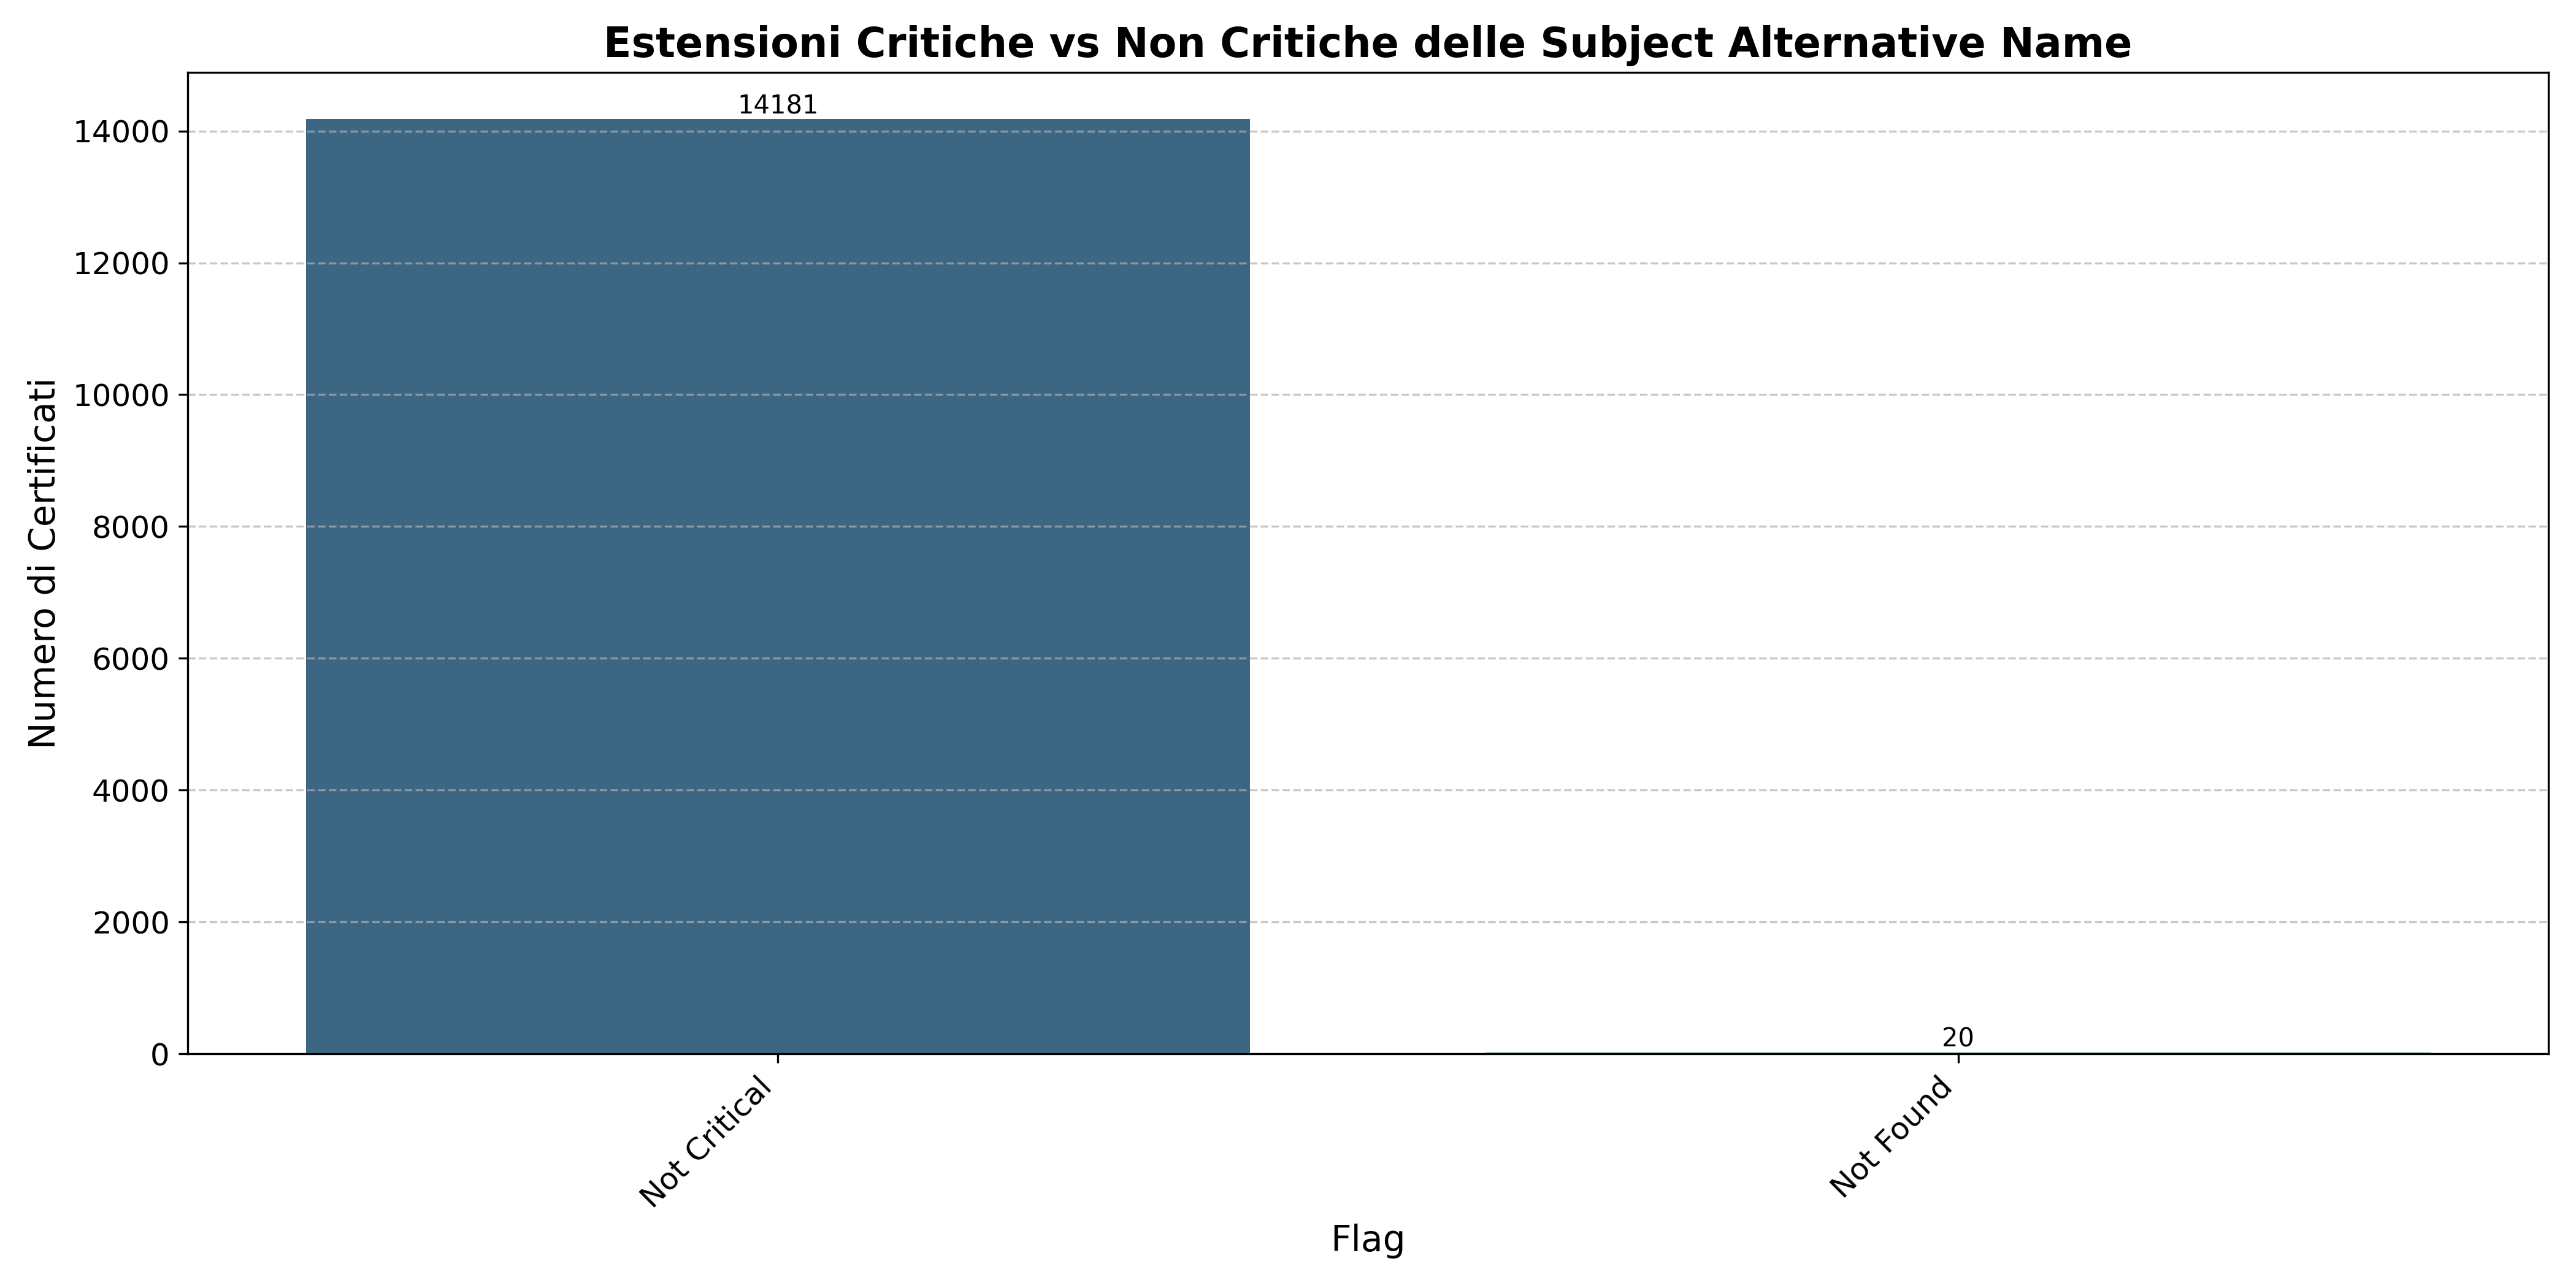 Estensioni Critiche vs Non Critiche delle Subject Alternative Name
14181
14000
12000
10000
8000
6000
4000
2000
0
Numero di Certificati
20
Not Critical
Not Found
Flag